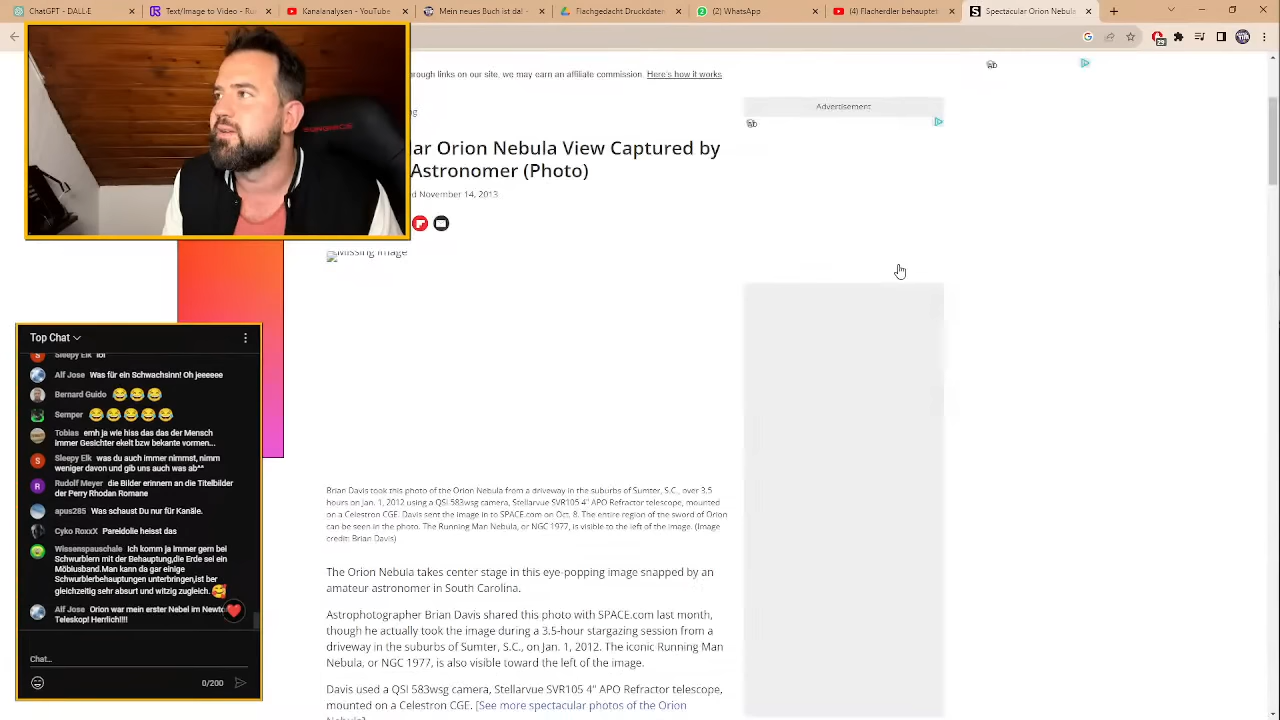 ChatGPT - DALL·E
Text/Image to Video - Ru
Kanalanalysen - YouTube
Mein neues Duhistdal -
WhatsApp
(4) Faktencheck: Behaupt
S Spectacular Orion Nebul
rough links on our site, we may earn an affiliate commission. Here's how it works
Advertisement
ar Orion Nebula View Captured by
Astronomer (Photo)
d November 14, 2013
Missing image
Top Chat
Sleepy Elk lol
Alf Jose Was für ein Schwachsinn! Oh jeeeeee
Bernard Guido 😂😂😂
Semper 😂😂😂😂😂
Tobias emh ja wie hiss das das der Mensch
immer Gesichter ekelt bzw bekante vormen...
Sleepy Elk was du auch immer nimmst, nimm
weniger davon und gib uns auch was ab^^
Rudolf Meyer die Bilder erinnern an die Titelbilder
der Perry Rhodan Romane
apus285 Was schaust Du nur für Kanäle.
Cyko RoxxX Pareidolie heisst das
Wissenspauschale Ich komm ja immer gern bei
Schwurblern mit der Behauptung,die Erde sei ein
Möbiusband.Man kann da gar einige
Schwurblerbehauptungen unterbringen,ist ber
gleichzeitig sehr absurt und witzig zugleich. 🥰
Alf Jose Orion war mein erster Nebel im Newto
Teleskop! Herrlich!!!!
Chat...
0/200
Brian Davis took this photo of the Orion Nebula from a driveway in the suburbs of Sumter, S.C., over 3.5
hours on Jan. 1, 2012 using a QSI 583wsg camera, Stellarvue SVR105 4" APO Refractor telescope,
mounted on a Celestron CGE. Davis sent the image in to SPACE.com on Oct. 8. The entire region of the sword of Orion
can be seen in the photo. The Running Man Nebula, or NGC 1977, is visible to the left of the image. (Image
credit: Brian Davis)
The Orion Nebula takes center stage in this eye-popping image snapped by an
amateur astronomer in South Carolina.
Astrophotographer Brian Davis shared this photo with SPACE.com last month,
though he actually took the image during a 3.5-hour stargazing session from a
driveway in the suburbs of Sumter, S.C., on Jan. 1, 2012. The iconic Running Man
Nebula, or NGC 1977, is also visible toward the left of the image.
Davis used a QSI 583wsg camera, Stellarvue SVR105 4" APO Refractor telescope,
mounted on a Celestron CGE. [See more spectacular photos of the Orion
Nebula]